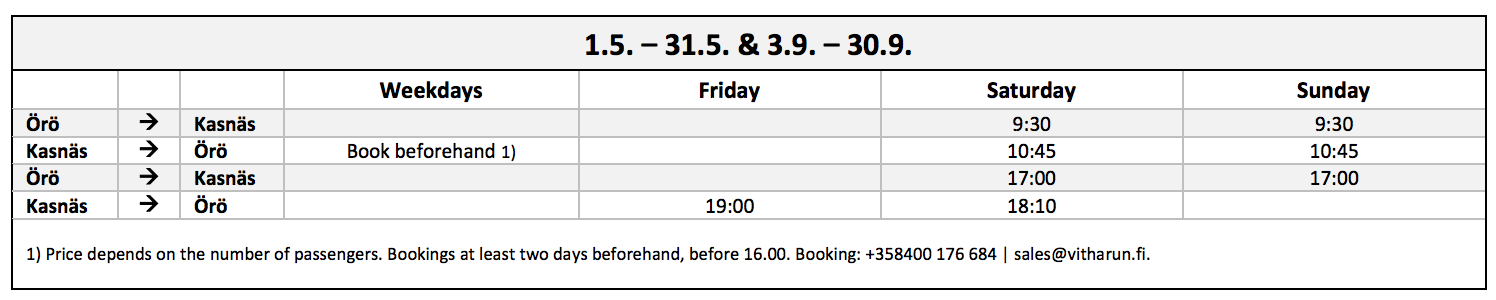 1.5. – 31.5. & 3.9. – 30.9.
Weekdays Friday Saturday Sunday
Örö → Kasnäs 9:30 9:30
Kasnäs → Örö Book beforehand 1) 10:45 10:45
Örö → Kasnäs 17:00 17:00
Kasnäs → Örö 19:00 18:10
1) Price depends on the number of passengers. Bookings at least two days beforehand, before 16.00. Booking: +358400 176 684 | sales@vitharun.fi.